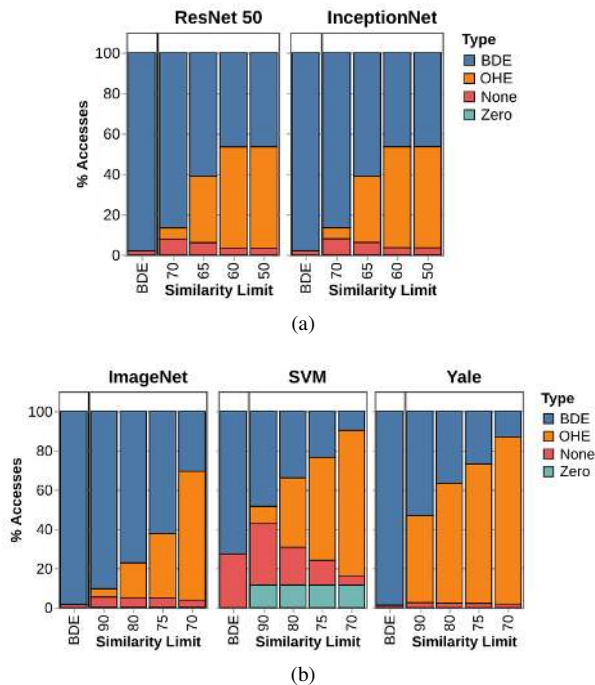 ResNet 50 InceptionNet
Type
BDE
OHE
None
Zero
% Accesses
100
80
60
40
20
0
BDE 70 65 60 50 BDE 70 65 60 50
Similarity Limit Similarity Limit
(a)
ImageNet SVM Yale
Type
BDE
OHE
None
Zero
% Accesses
100
80
60
40
20
0
BDE 90 80 75 70 BDE 90 80 75 70 BDE 90 80 75 70
Similarity Limit Similarity Limit Similarity Limit
(b)